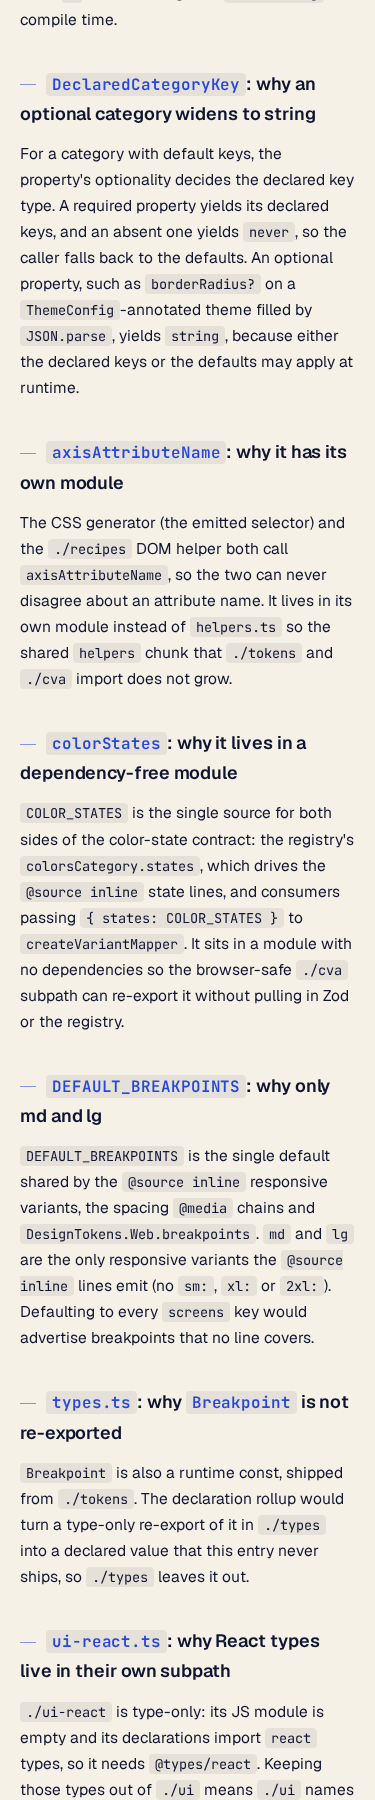 compile time.
— DeclaredCategoryKey: why an
optional category widens to string
For a category with default keys, the
property's optionality decides the declared key
type. A required property yields its declared
keys, and an absent one yields never, so the
caller falls back to the defaults. An optional
property, such as borderRadius? on a
ThemeConfig-annotated theme filled by
JSON.parse, yields string, because either
the declared keys or the defaults may apply at
runtime.
— axisAttributeName: why it has its
own module
The CSS generator (the emitted selector) and
the ./recipes DOM helper both call
axisAttributeName, so the two can never
disagree about an attribute name. It lives in its
own module instead of helpers.ts so the
shared helpers chunk that ./tokens and
./cva import does not grow.
— colorStates: why it lives in a
dependency-free module
COLOR_STATES is the single source for both
sides of the color-state contract: the registry's
colorsCategory.states, which drives the
@source inline state lines, and consumers
passing { states: COLOR_STATES } to
createVariantMapper. It sits in a module with
no dependencies so the browser-safe ./cva
subpath can re-export it without pulling in Zod
or the registry.
— DEFAULT_BREAKPOINTS: why only
md and lg
DEFAULT_BREAKPOINTS is the single default
shared by the @source inline responsive
variants, the spacing @media chains and
DesignTokens.Web.breakpoints. md and lg
are the only responsive variants the @source
inline lines emit (no sm:, xl: or 2xl:).
Defaulting to every screens key would
advertise breakpoints that no line covers.
— types.ts: why Breakpoint is not
re-exported
Breakpoint is also a runtime const, shipped
from ./tokens. The declaration rollup would
turn a type-only re-export of it in ./types
into a declared value that this entry never
ships, so ./types leaves it out.
— ui-react.ts: why React types
live in their own subpath
./ui-react is type-only: its JS module is
empty and its declarations import react
types, so it needs @types/react. Keeping
those types out of ./ui means ./ui names